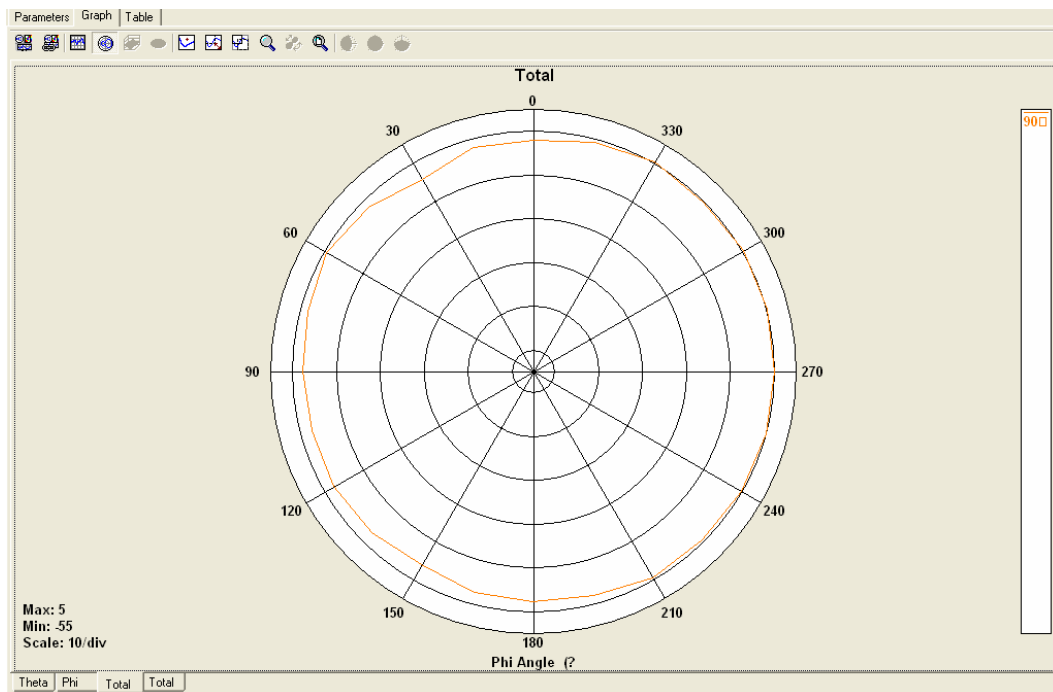 Parameters Graph Table
Total
0
30 330
90□
60 300
90 270
120 240
150 210
180
Max: 5
Min: -55
Scale: 10/div
Phi Angle (?
Theta Phi Total Total